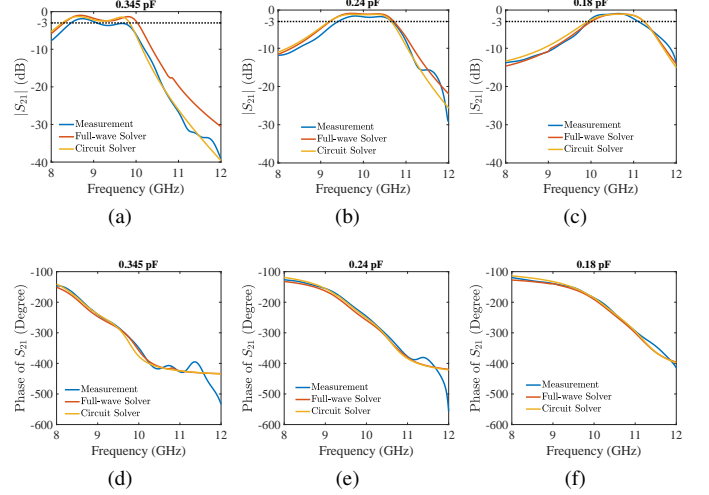 0.345 pF
0.24 pF
0.18 pF
0
-3
-10
-20
-30
-40
|S21| (dB)
Measurement
Full-wave Solver
Circuit Solver
8 9 10 11 12
Frequency (GHz)
0
-3
-10
-20
-30
-40
|S21| (dB)
Measurement
Full-wave Solver
Circuit Solver
8 9 10 11 12
Frequency (GHz)
0
-3
-10
-20
-30
-40
|S21| (dB)
Measurement
Full-wave Solver
Circuit Solver
8 9 10 11 12
Frequency (GHz)
(a)
(b)
(c)
0.345 pF
0.24 pF
0.18 pF
-100
-200
-300
-400
-500
-600
Phase of S21 (Degree)
Measurement
Full-wave Solver
Circuit Solver
8 9 10 11 12
Frequency (GHz)
-100
-200
-300
-400
-500
-600
Phase of S21 (Degree)
Measurement
Full-wave Solver
Circuit Solver
8 9 10 11 12
Frequency (GHz)
-100
-200
-300
-400
-500
-600
Phase of S21 (Degree)
Measurement
Full-wave Solver
Circuit Solver
8 9 10 11 12
Frequency (GHz)
(d)
(e)
(f)